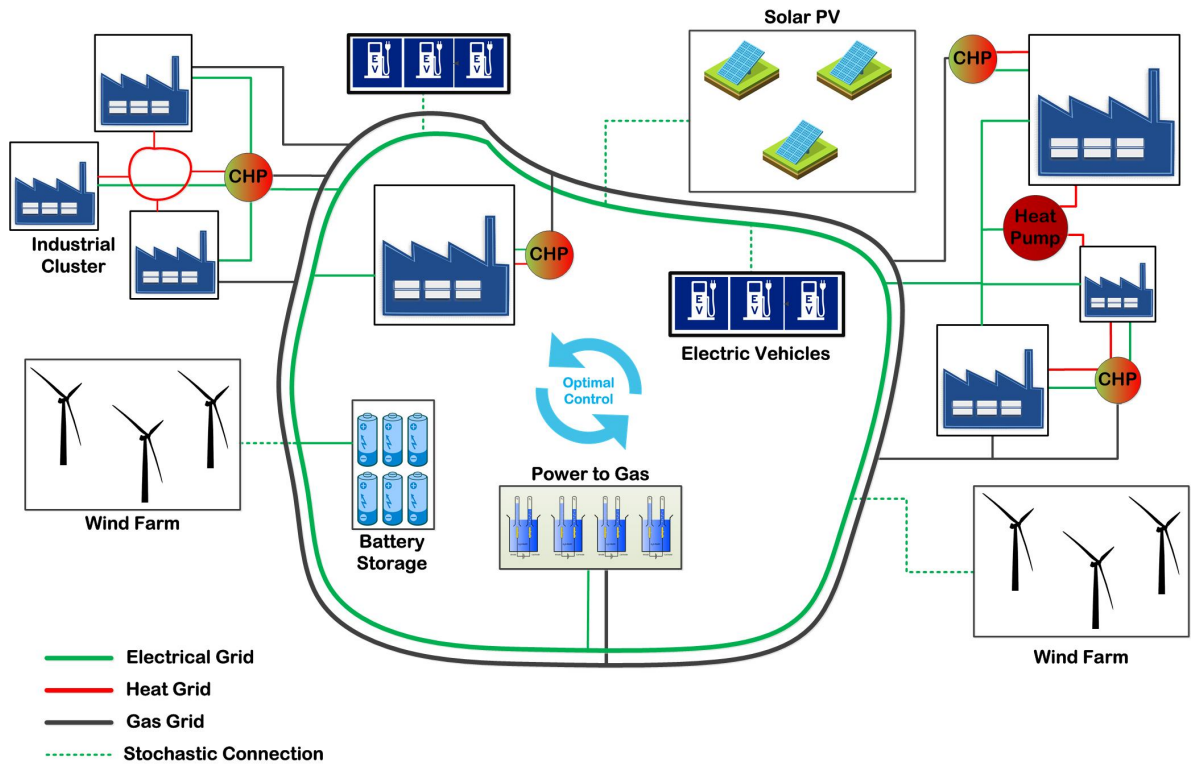 Solar PV
E
V
E
V
E
V
CHP
CHP
Industrial
Cluster
CHP
Heat
Pump
E
V
E
V
E
V
Electric Vehicles
Optimal
Control
CHP
Power to Gas
Wind Farm
Battery
Storage
Wind Farm
Electrical Grid
Heat Grid
Gas Grid
Stochastic Connection